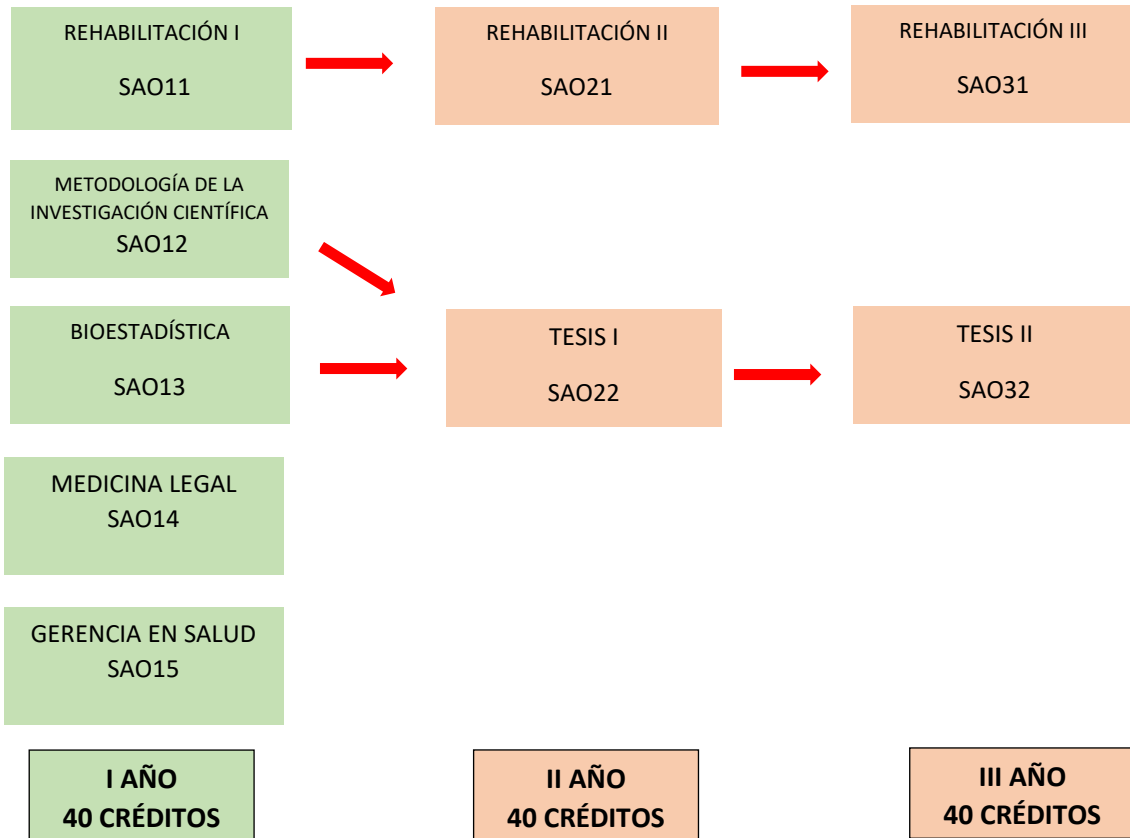 REHABILITACIÓN I
SAO11
REHABILITACIÓN II
SAO21
REHABILITACIÓN III
SAO31
METODOLOGÍA DE LA
INVESTIGACIÓN CIENTÍFICA
SAO12
BIOESTADÍSTICA
SAO13
TESIS I
SAO22
TESIS II
SAO32
MEDICINA LEGAL
SAO14
GERENCIA EN SALUD
SAO15
I AÑO
40 CRÉDITOS
II AÑO
40 CRÉDITOS
III AÑO
40 CRÉDITOS